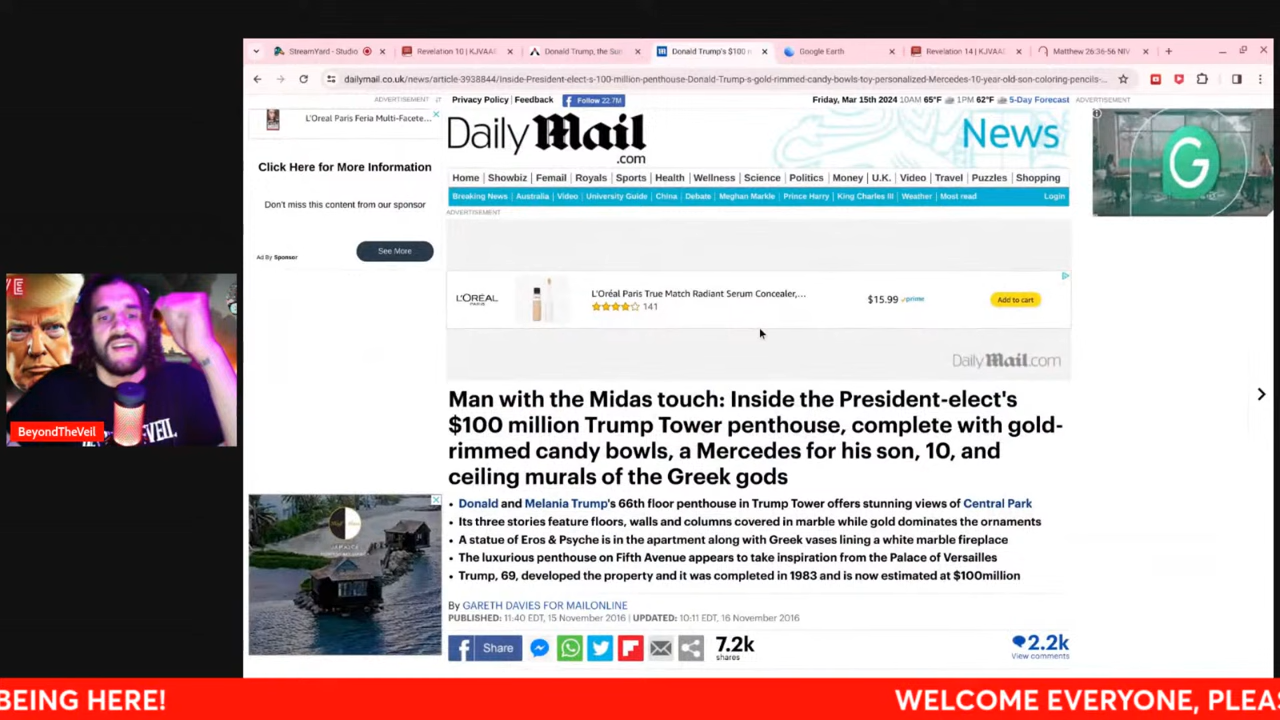 StreamYard - Studio
Revelation 10 | KJVAA
Donald Trump, the Sun
Donald Trump's $100 n
Google Earth
Revelation 14 | KJVAA
Matthew 26:36-56 NIV
dailymail.co.uk/news/article-3938844/Inside-President-elect-s-100-million-penthouse-Donald-Trump-s-gold-rimmed-candy-bowls-toy-personalized-Mercedes-10-year-old-son-coloring-pencils-...
ADVERTISEMENT
Privacy Policy | Feedback
Follow 22.7M
Friday, Mar 15th 2024 10AM 65°F 1PM 62°F 5-Day Forecast
ADVERTISEMENT
L'Oreal Paris Feria Multi-Facete...
Daily Mail
.com
News
G
Click Here for More Information
Don't miss this content from our sponsor
Ad By Sponsor
See More
Home Showbiz Femail Royals Sports Health Wellness Science Politics Money U.K. Video Travel Puzzles Shopping
Breaking News Australia Video University Guide China Debate Meghan Markle Prince Harry King Charles III Weather Most read Login
ADVERTISEMENT
L'ORÉAL
PARIS
L'Oréal Paris True Match Radiant Serum Concealer,...
141
$15.99 prime
Add to cart
Daily Mail.com
Man with the Midas touch: Inside the President-elect's
$100 million Trump Tower penthouse, complete with gold-
rimmed candy bowls, a Mercedes for his son, 10, and
ceiling murals of the Greek gods
• Donald and Melania Trump's 66th floor penthouse in Trump Tower offers stunning views of Central Park
• Its three stories feature floors, walls and columns covered in marble while gold dominates the ornaments
• A statue of Eros & Psyche is in the apartment along with Greek vases lining a white marble fireplace
• The luxurious penthouse on Fifth Avenue appears to take inspiration from the Palace of Versailles
• Trump, 69, developed the property and it was completed in 1983 and is now estimated at $100million
By GARETH DAVIES FOR MAILONLINE
PUBLISHED: 11:40 EDT, 15 November 2016 | UPDATED: 10:11 EDT, 16 November 2016
Share
7.2k
shares
2.2k
View comments
BeyondTheVeil
BEING HERE!
WELCOME EVERYONE, PLEAS